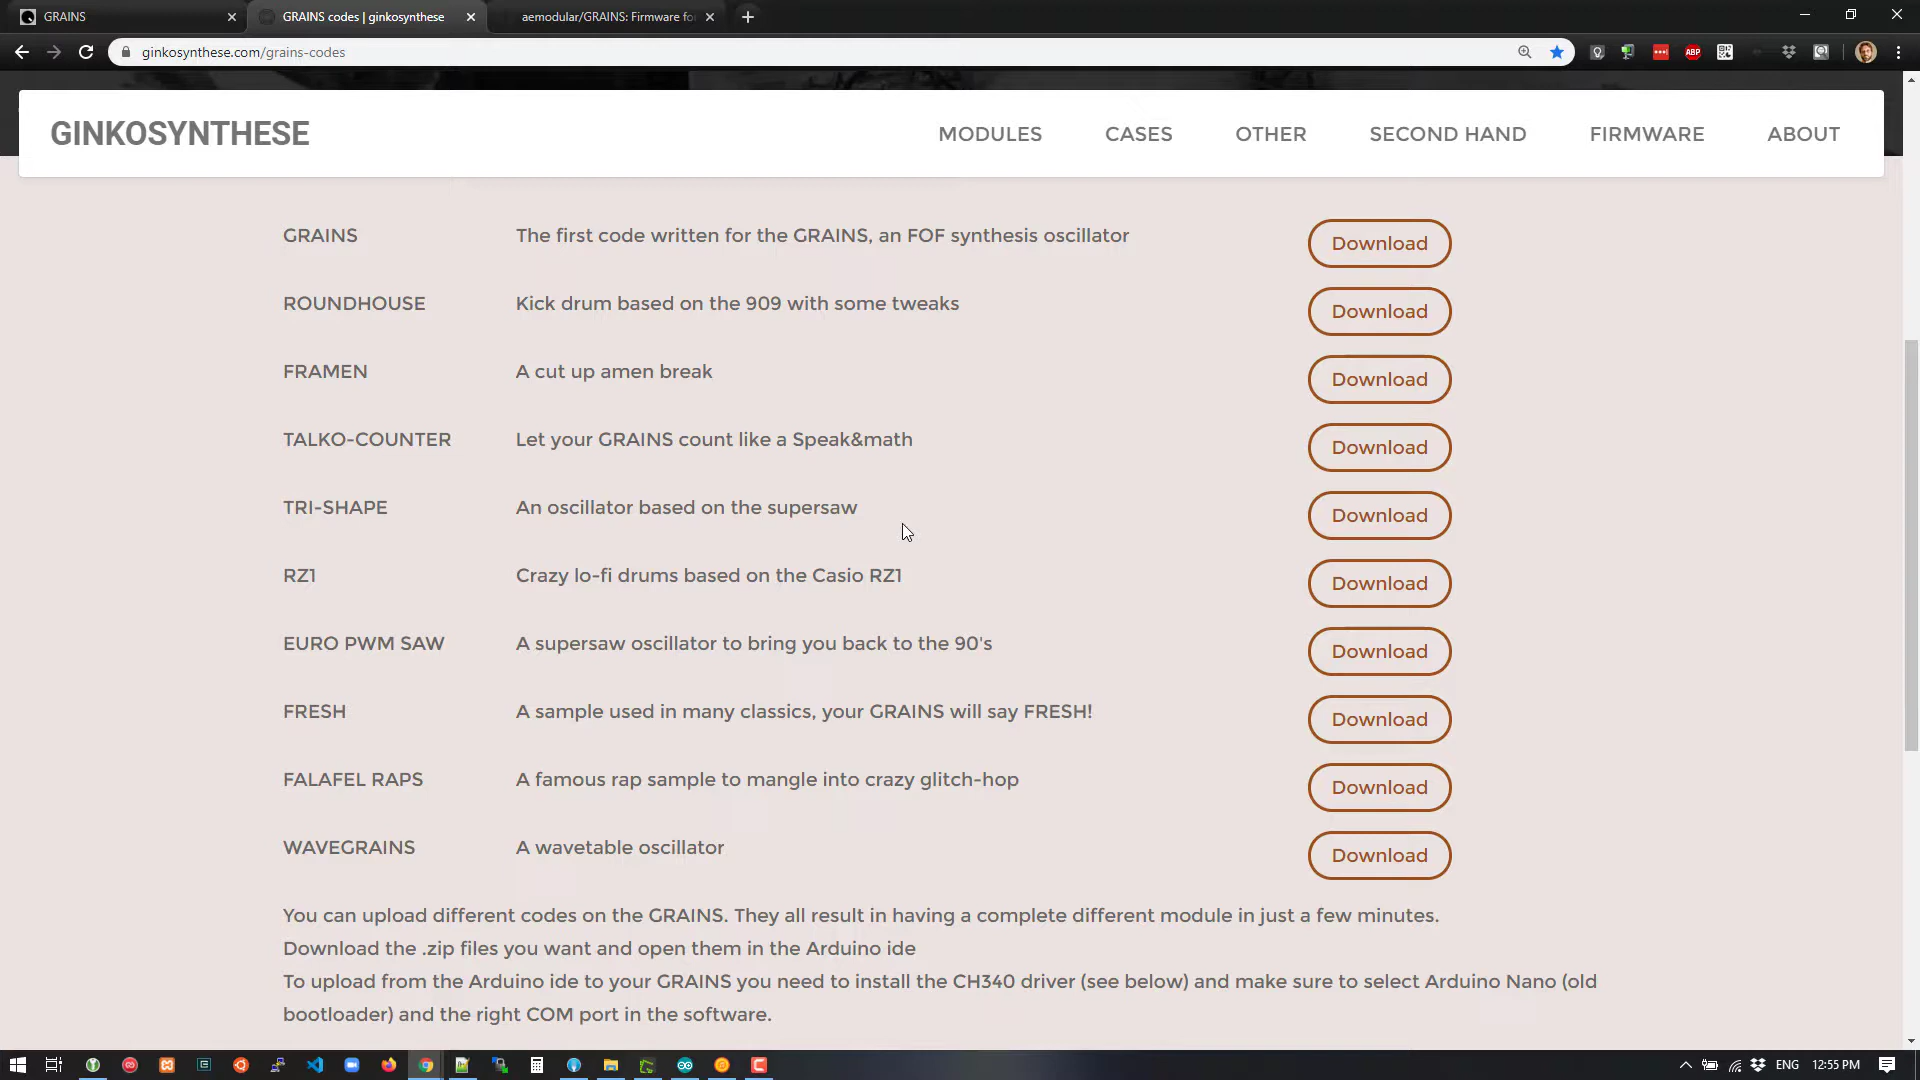 GRAINS
GRAINS codes | ginkosynthese
aemodular/GRAINS: Firmware fo
ginkosynthese.com/grains-codes
ABP
GINKOSYNTHESE
MODULES CASES OTHER SECOND HAND FIRMWARE ABOUT
GRAINS The first code written for the GRAINS, an FOF synthesis oscillator Download
ROUNDHOUSE Kick drum based on the 909 with some tweaks Download
FRAMEN A cut up amen break Download
TALKO-COUNTER Let your GRAINS count like a Speak&math Download
TRI-SHAPE An oscillator based on the supersaw Download
RZ1 Crazy lo-fi drums based on the Casio RZ1 Download
EURO PWM SAW A supersaw oscillator to bring you back to the 90's Download
FRESH A sample used in many classics, your GRAINS will say FRESH! Download
FALAFEL RAPS A famous rap sample to mangle into crazy glitch-hop Download
WAVEGRAINS A wavetable oscillator Download
You can upload different codes on the GRAINS. They all result in having a complete different module in just a few minutes.
Download the .zip files you want and open them in the Arduino ide
To upload from the Arduino ide to your GRAINS you need to install the CH340 driver (see below) and make sure to select Arduino Nano (old
bootloader) and the right COM port in the software.
ENG 12:55 PM